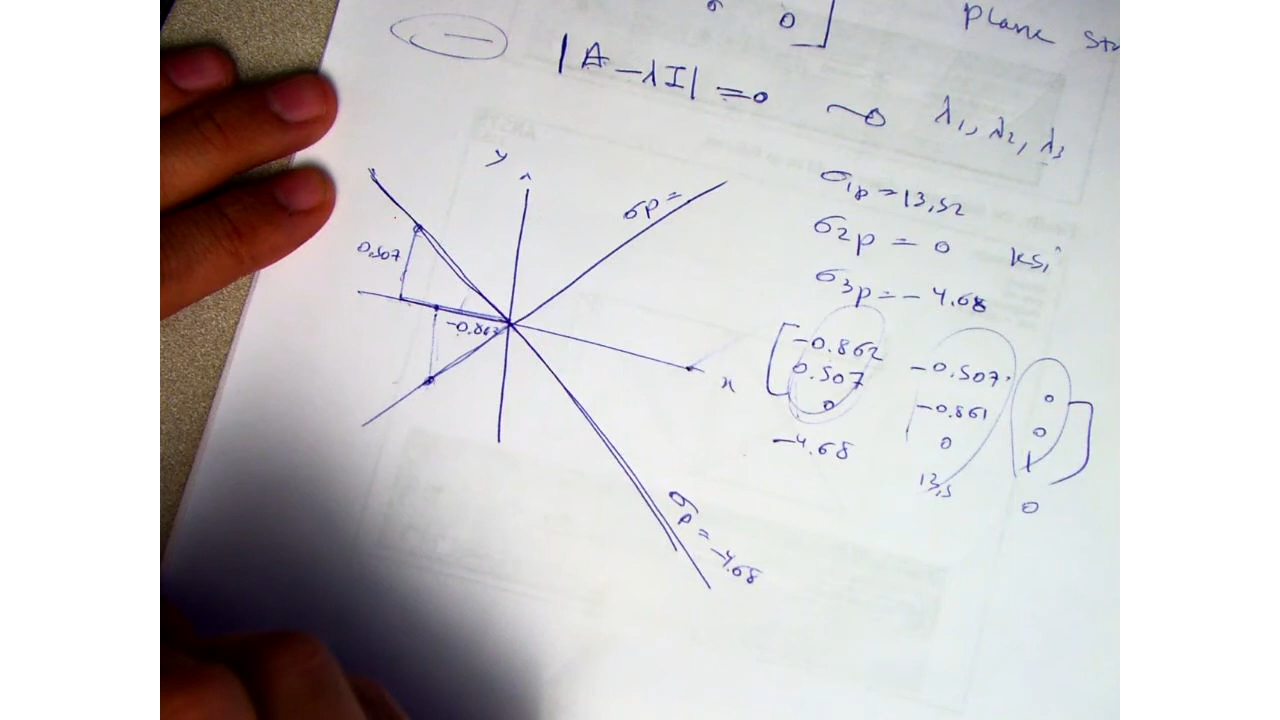 0
Plane
|A - λI| = 0 → λ1, λ2, λ3
y
σp =
σ1p = 13,52
σ2p = 0 ksi
σ3p = -4.68
0.507
-0.862
x
-0.862 -0.507 0
0.507 -0.861 0
0 0 1
-4.68 13,5 0
σp = -4.68